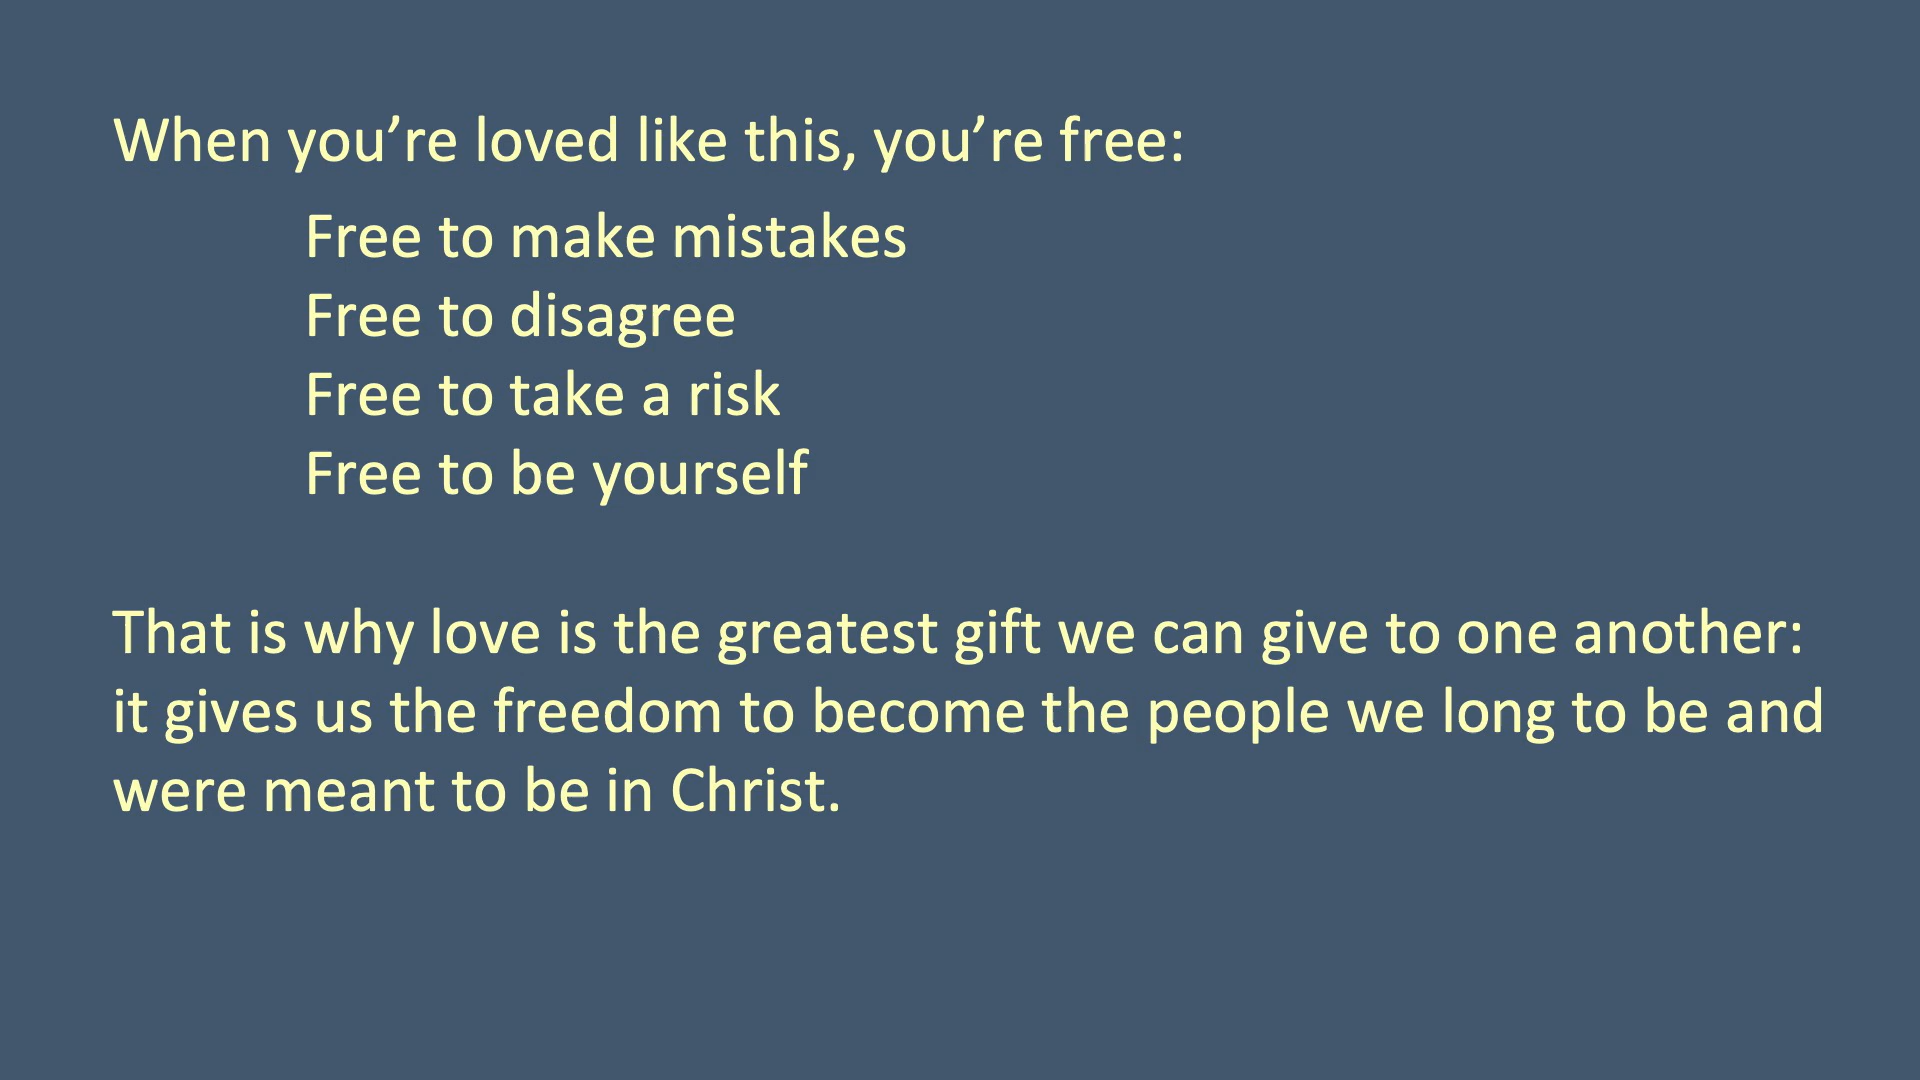 When you’re loved like this, you’re free:
Free to make mistakes
Free to disagree
Free to take a risk
Free to be yourself
That is why love is the greatest gift we can give to one another:
it gives us the freedom to become the people we long to be and
were meant to be in Christ.